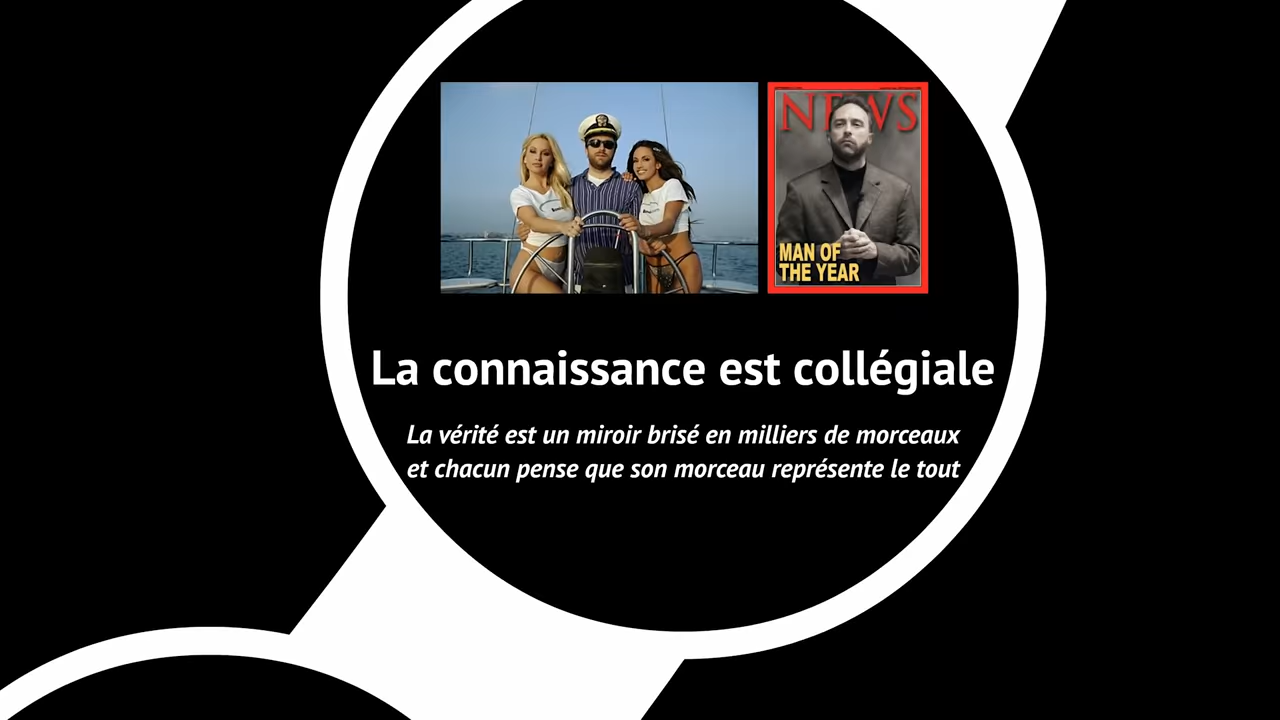 NEWS
MAN OF
THE YEAR
La connaissance est collégiale
La vérité est un miroir brisé en milliers de morceaux
et chacun pense que son morceau représente le tout